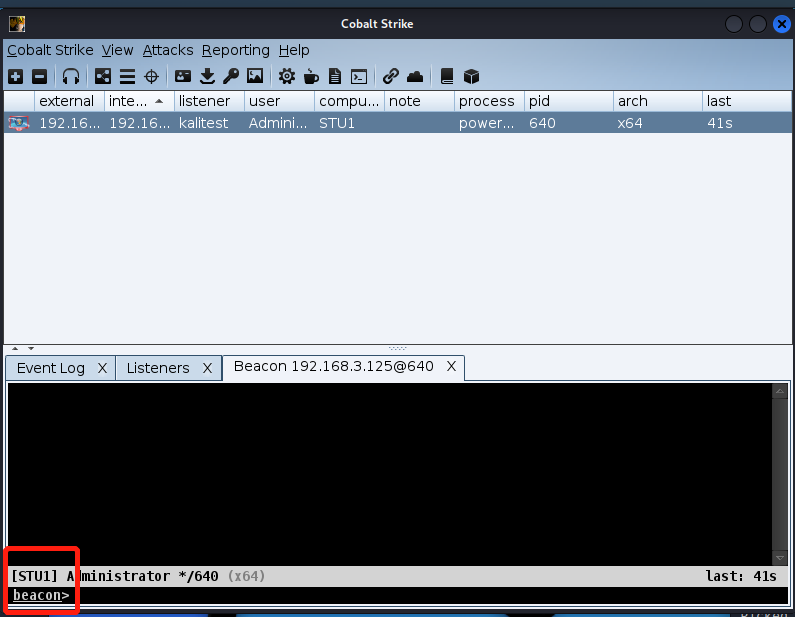 Cobalt Strike
Cobalt Strike View Attacks Reporting Help
external inte... listener user compu... note process pid arch last
192.16... 192.16... kalitest Admini... STU1 power... 640 x64 41s
Event Log X Listeners X Beacon 192.168.3.125@640 X
[STU1] Administrator */640 (x64) last: 41s
beacon>